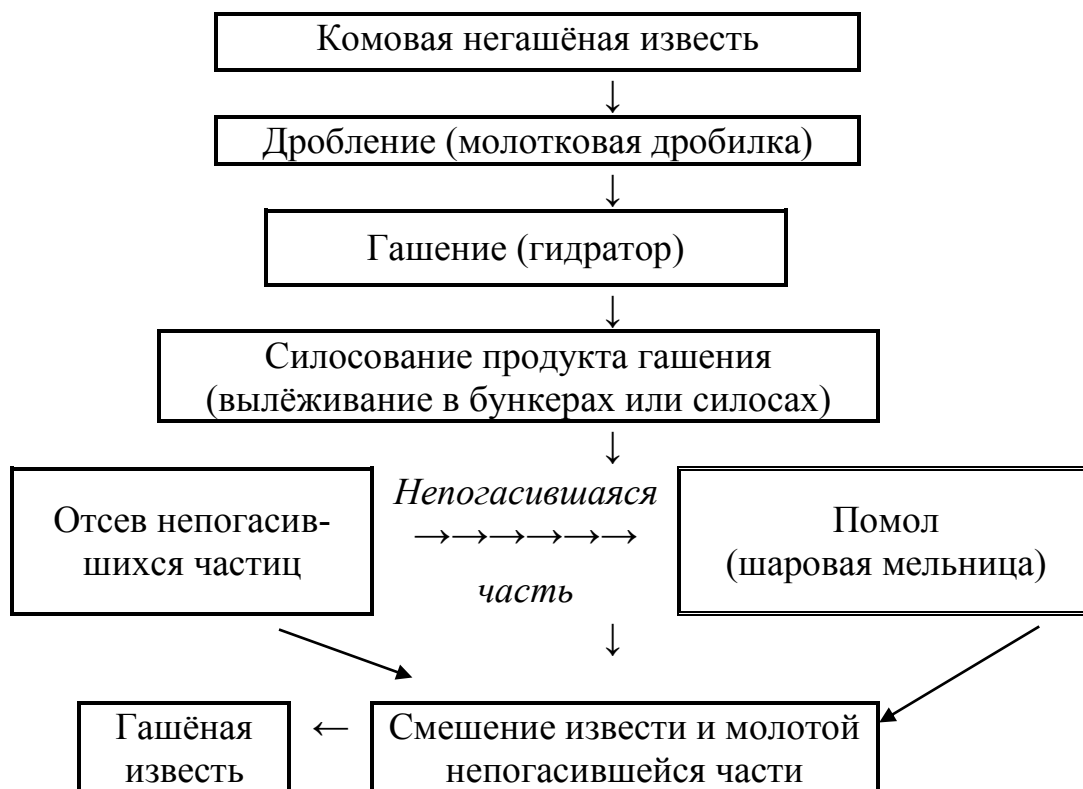 Комовая негашёная известь
↓
Дробление (молотковая дробилка)
↓
Гашение (гидратор)
↓
Силосование продукта гашения
(вылёживание в бункерах или силосах)
↓
Отсев непогасив-
шихся частиц
Непогасившаяся
→→→→→→
часть
Помол
(шаровая мельница)
↓
Гашёная
известь
←
Смешение извести и молотой
непогасившейся части